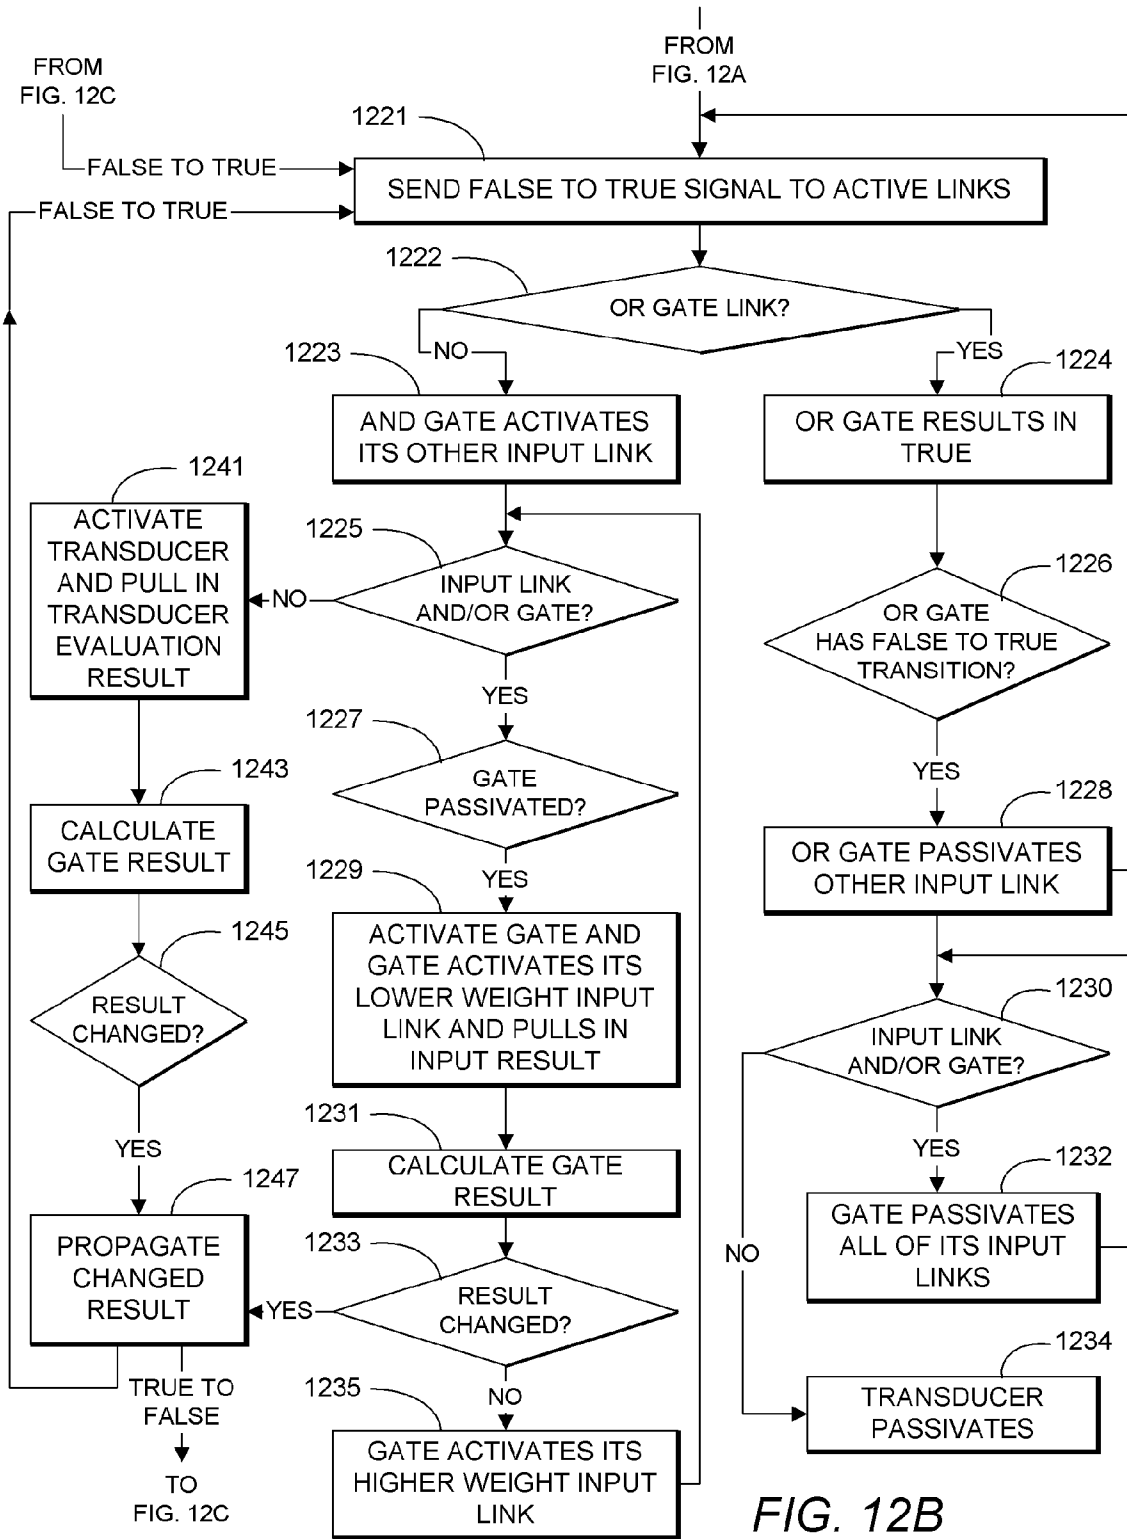 FROM
FIG. 12A
FROM
FIG. 12C
1221
FALSE TO TRUE
SEND FALSE TO TRUE SIGNAL TO ACTIVE LINKS
FALSE TO TRUE
1222
OR GATE LINK?
NO
YES
1223
AND GATE ACTIVATES
ITS OTHER INPUT LINK
1224
OR GATE RESULTS IN
TRUE
1241
ACTIVATE
TRANSDUCER
AND PULL IN
TRANSDUCER
EVALUATION
RESULT
1225
INPUT LINK
AND/OR GATE?
NO
YES
1226
OR GATE
HAS FALSE TO TRUE
TRANSITION?
YES
1227
GATE
PASSIVATED?
YES
1228
OR GATE PASSIVATES
OTHER INPUT LINK
1243
CALCULATE
GATE RESULT
1229
ACTIVATE GATE AND
GATE ACTIVATES ITS
LOWER WEIGHT INPUT
LINK AND PULLS IN
INPUT RESULT
1245
RESULT
CHANGED?
YES
1230
INPUT LINK
AND/OR GATE?
YES
NO
1231
CALCULATE GATE
RESULT
1232
GATE PASSIVATES
ALL OF ITS INPUT
LINKS
1247
PROPAGATE
CHANGED
RESULT
1233
RESULT
CHANGED?
YES
NO
1234
TRANSDUCER
PASSIVATES
TRUE TO
FALSE
TO
FIG. 12C
1235
GATE ACTIVATES ITS
HIGHER WEIGHT INPUT
LINK
FIG. 12B